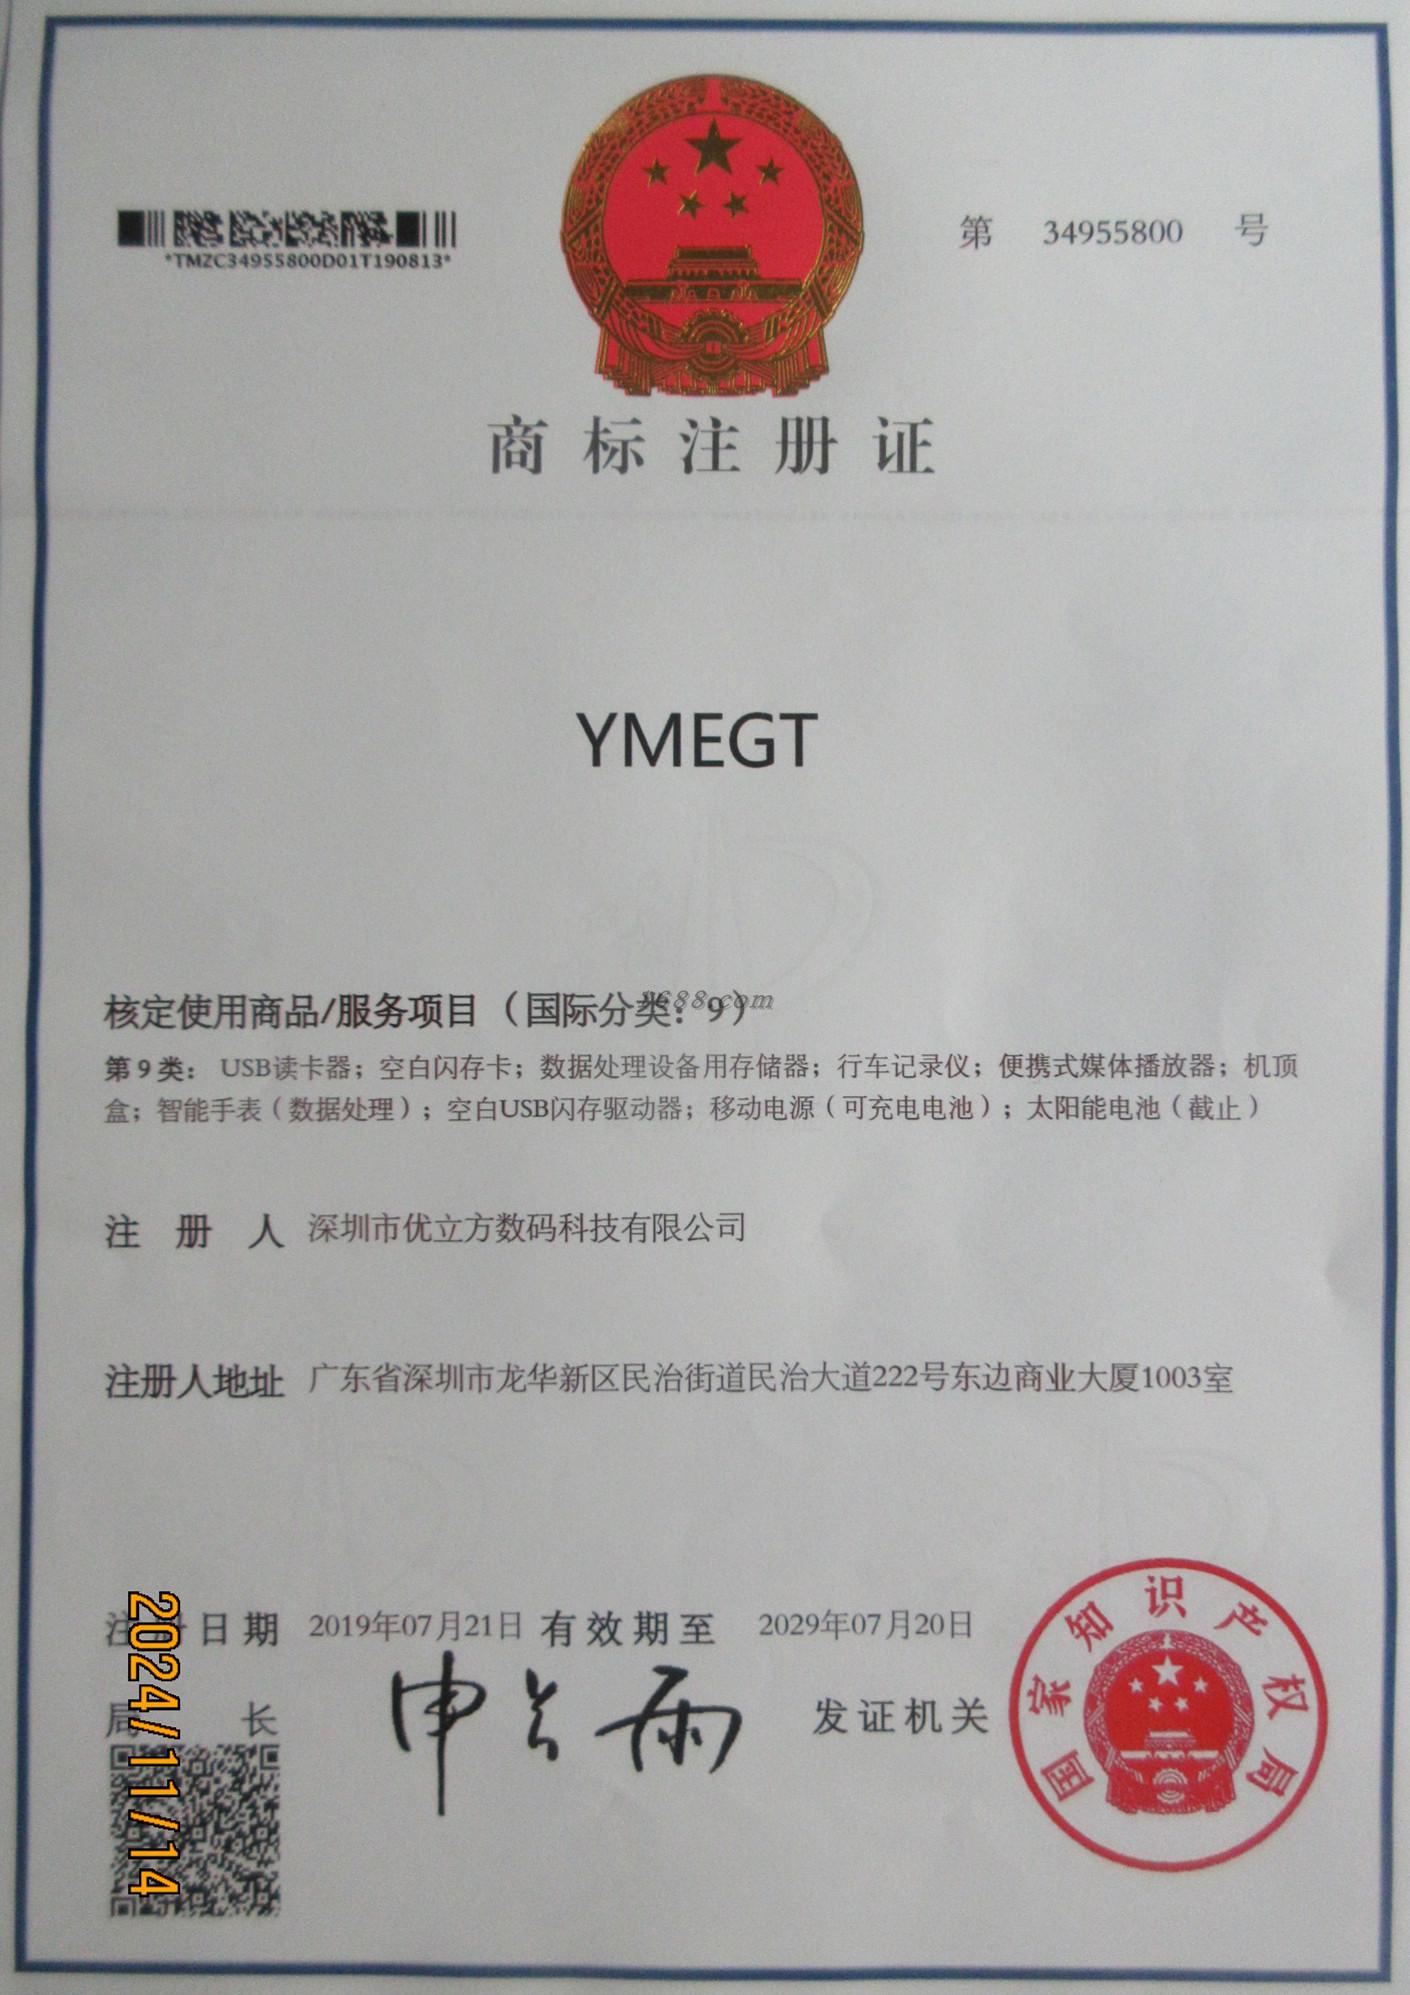 第 34955800 号
*TMZC34955800D01T190813*
商标注册证
YMEGT
核定使用商品/服务项目（国际分类：9）
1688.com
第9类： USB读卡器；空白闪存卡；数据处理设备用存储器；行车记录仪；便携式媒体播放器；机顶
盒；智能手表（数据处理）；空白USB闪存驱动器；移动电源（可充电电池）；太阳能电池（截止）
注 册 人 深圳市优立方数码科技有限公司
注册人地址 广东省深圳市龙华新区民治街道民治大道222号东边商业大厦1003室
注册日期 2019年07月21日 有效期至 2029年07月20日
局 长 申长雨 发证机关
国家知识产权局
2024/11/14